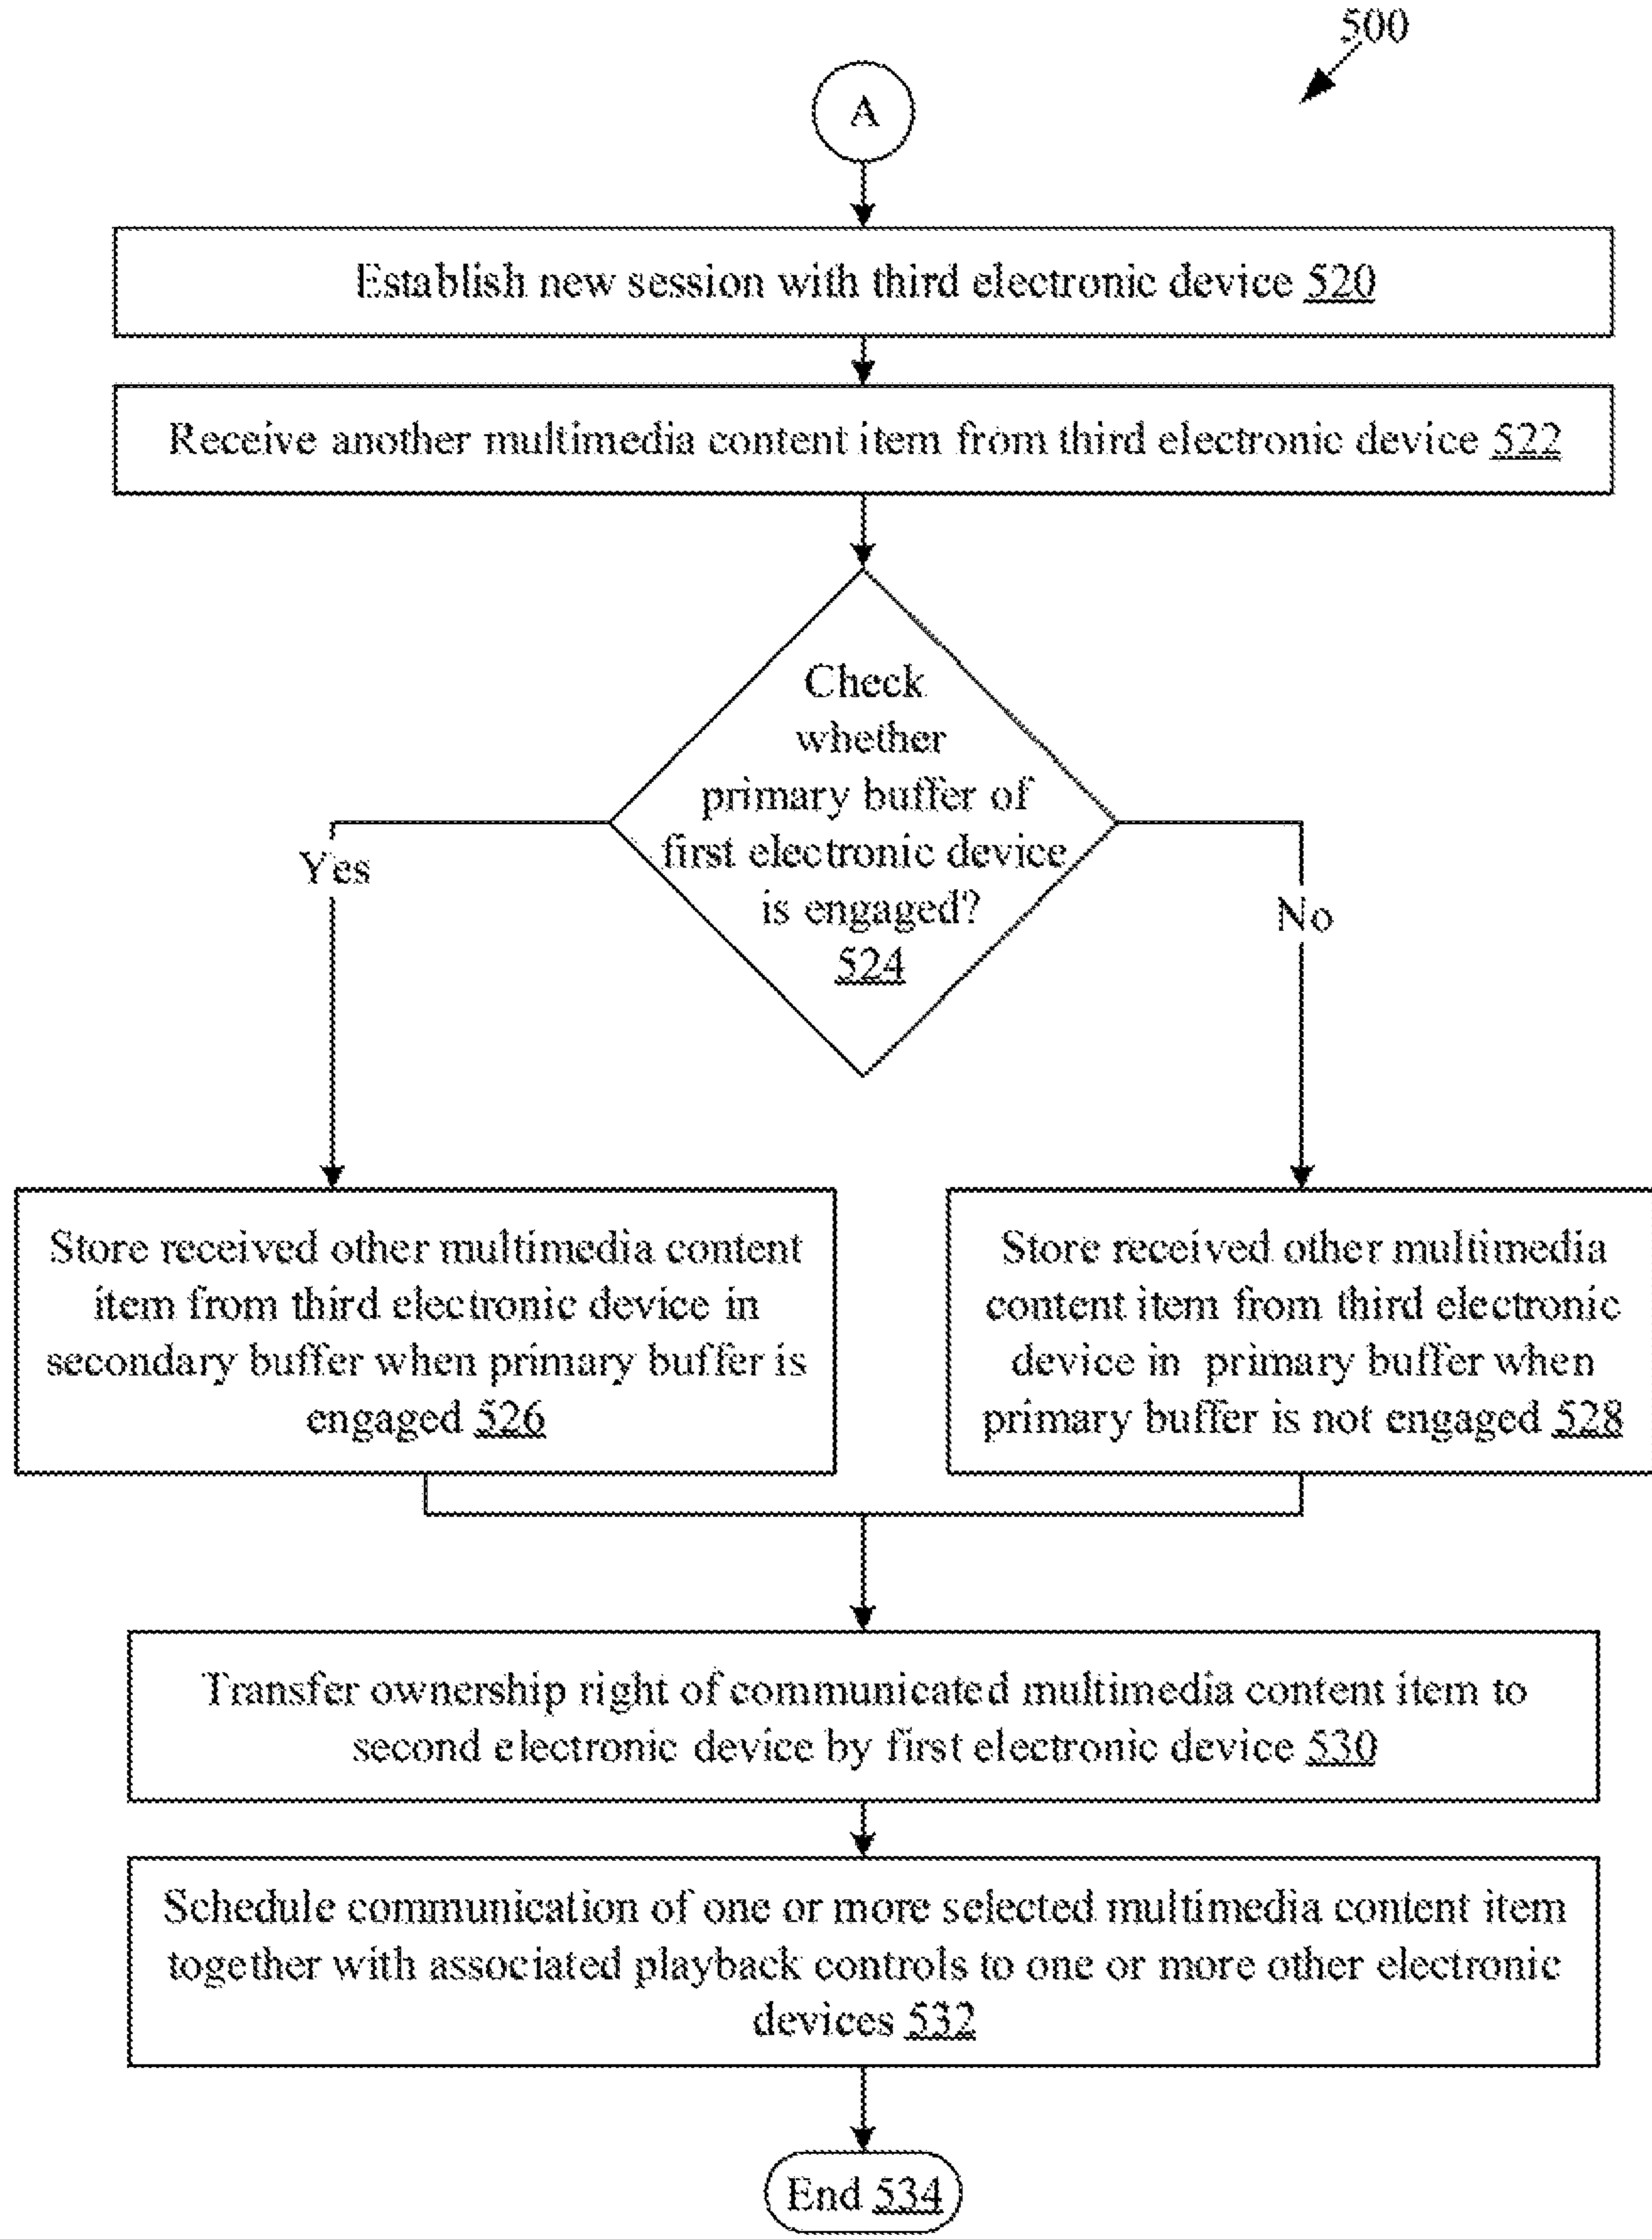 500
A
Establish new session with third electronic device 520
Receive another multimedia content item from third electronic device 522
Check
whether
primary buffer of
first electronic device
is engaged?
524
Yes
No
Store received other multimedia content
item from third electronic device in
secondary buffer when primary buffer is
engaged 526
Store received other multimedia
content item from third electronic
device in primary buffer when
primary buffer is not engaged 528
Transfer ownership right of communicated multimedia content item to
second electronic device by first electronic device 530
Schedule communication of one or more selected multimedia content item
together with associated playback controls to one or more other electronic
devices 532
End 534